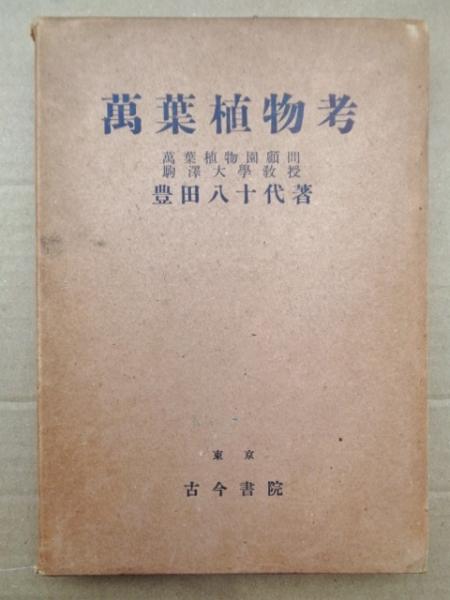 萬葉植物考
萬葉植物園顧問
駒澤大學教授
豊田八十代著
東京
古今書院